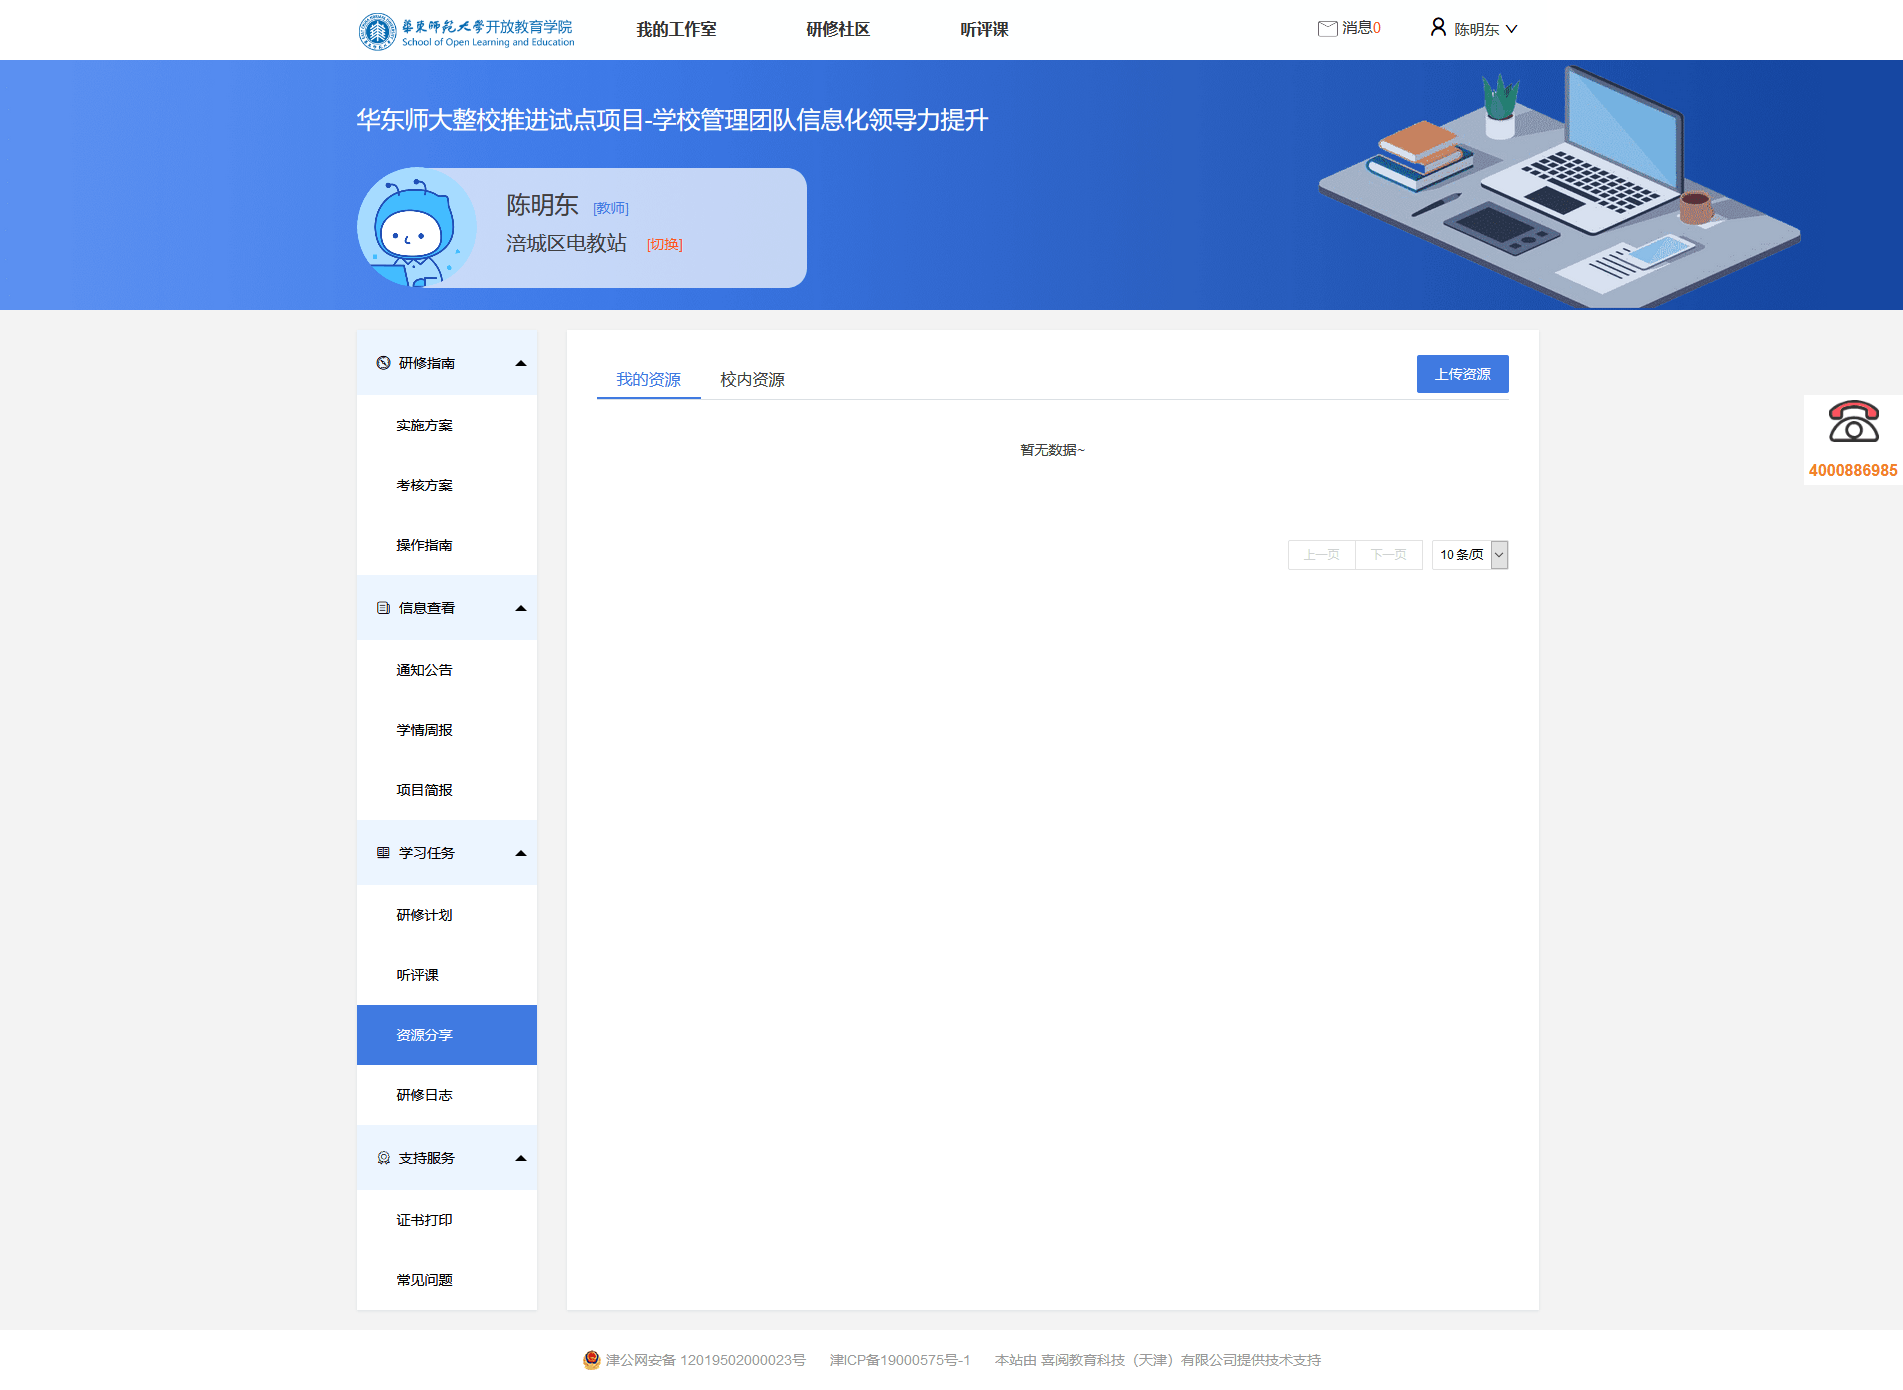 華東師範大學开放教育学院
School of Open Learning and Education
我的工作室
研修社区
听评课
消息0
陈明东
华东师大整校推进试点项目-学校管理团队信息化领导力提升
陈明东 [教师]
涪城区电教站 [切换]
研修指南
实施方案
考核方案
操作指南
信息查看
通知公告
学情周报
项目简报
学习任务
研修计划
听评课
资源分享
研修日志
支持服务
证书打印
常见问题
我的资源
校内资源
上传资源
暂无数据~
上一页
下一页
10 条/页
4000886985
津公网安备 12019502000023号 津ICP备19000575号-1 本站由 喜阅教育科技（天津）有限公司提供技术支持